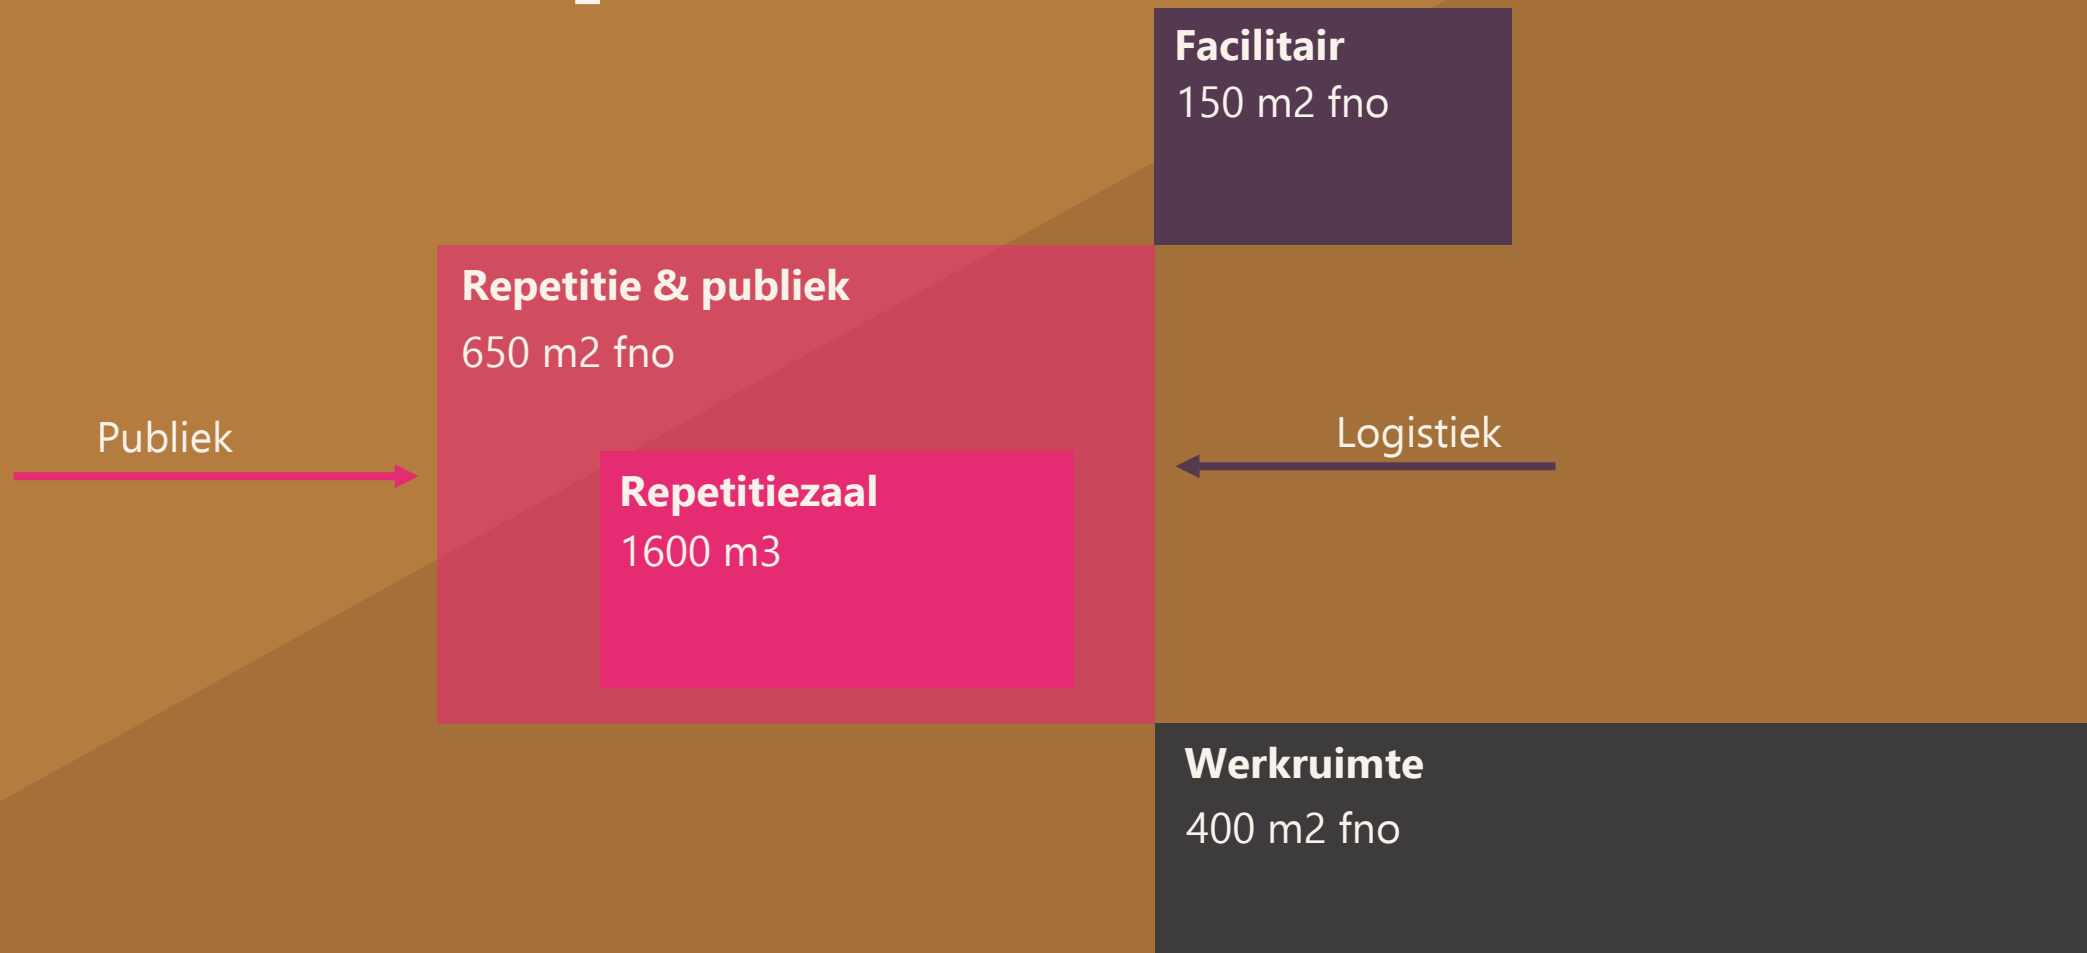 Facilitair
150 m2 fno
Repetitie & publiek
650 m2 fno
Publiek
Logistiek
Repetitiezaal
1600 m3
Werkruimte
400 m2 fno